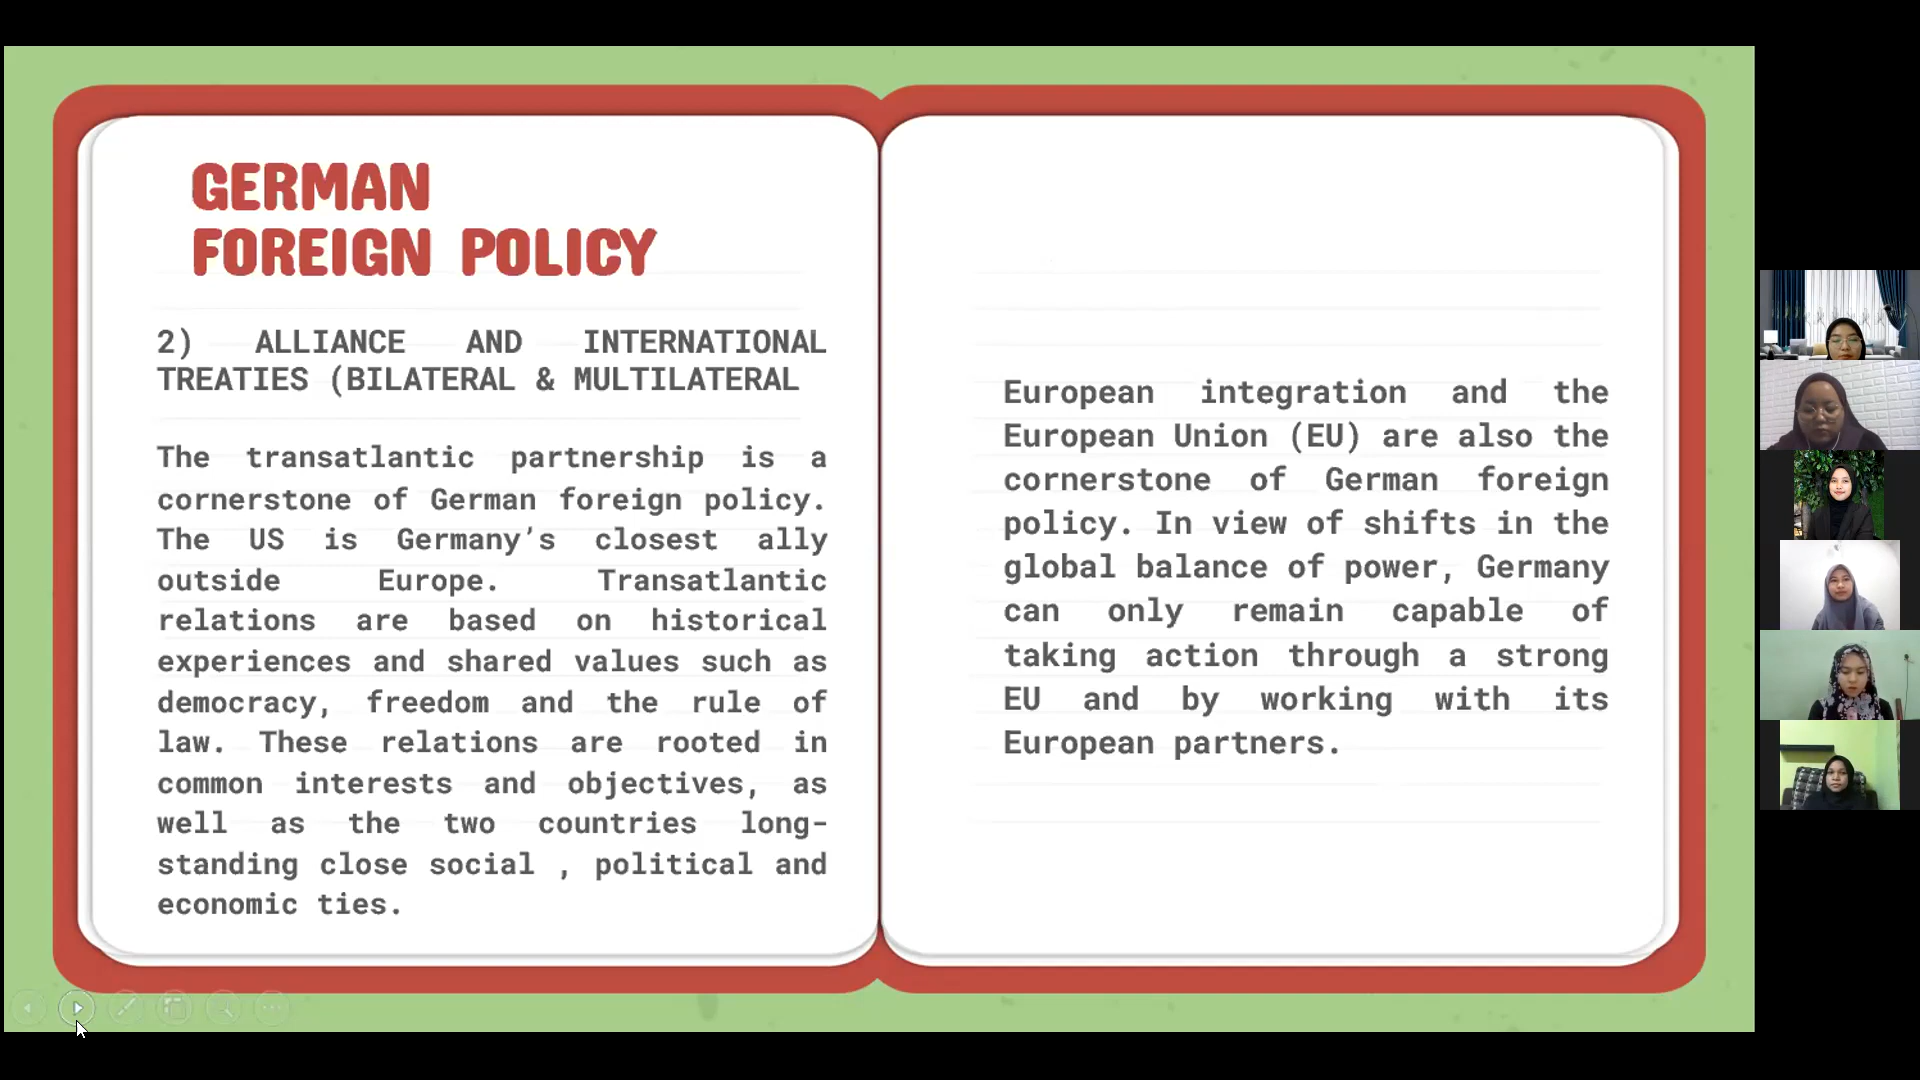 GERMAN
FOREIGN POLICY
2) ALLIANCE AND INTERNATIONAL
TREATIES (BILATERAL & MULTILATERAL
The transatlantic partnership is a
cornerstone of German foreign policy.
The US is Germany’s closest ally
outside Europe. Transatlantic
relations are based on historical
experiences and shared values such as
democracy, freedom and the rule of
law. These relations are rooted in
common interests and objectives, as
well as the two countries long-
standing close social , political and
economic ties.
European integration and the
European Union (EU) are also the
cornerstone of German foreign
policy. In view of shifts in the
global balance of power, Germany
can only remain capable of
taking action through a strong
EU and by working with its
European partners.